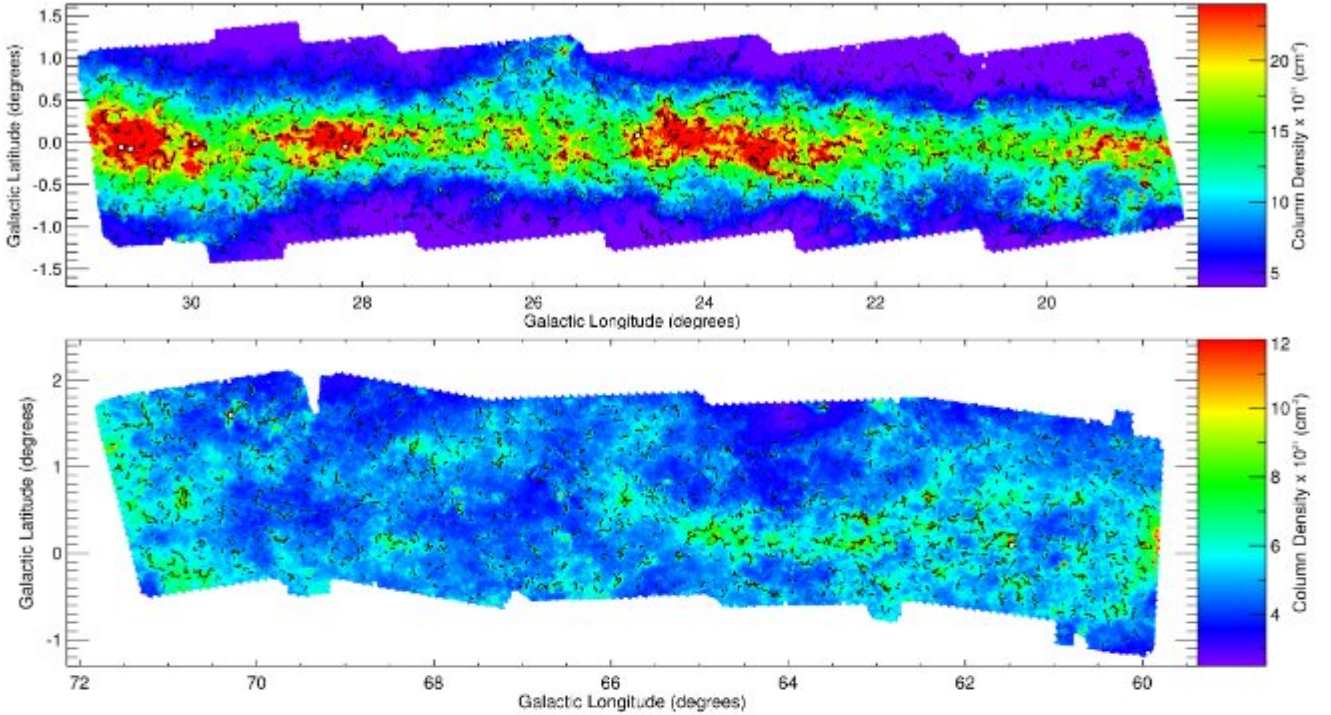 1.5
1.0
0.5
0.0
-0.5
-1.0
-1.5
Galactic Latitude (degrees)
30 28 26 24 22 20
Galactic Longitude (degrees)
20
15
10
5
Column Density x 10²¹ (cm⁻²)
2
1
0
-1
Galactic Latitude (degrees)
72 70 68 66 64 62 60
Galactic Longitude (degrees)
12
10
8
6
4
Column Density x 10²¹ (cm⁻²)